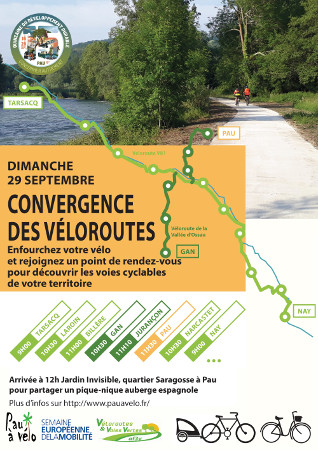 PAU
TARSACQ
Véloroute V81
PAU
DIMANCHE
29 SEPTEMBRE
CONVERGENCE
DES VÉLOROUTES
Véloroute de la
Vallée d'Ossau
GAN
Enfourchez votre vélo
et rejoignez un point de rendez-vous
pour découvrir les voies cyclables
de votre territoire
NAY
TARSACQ
9H00
LAROIN
10H30
BILLERE
11H00
GAN
10H30
JURANÇON
11H10
PAU
11H30
NARCASTET
10H30
NAY
9H00
...
Arrivée à 12h Jardin Invisible, quartier Saragosse à Pau
pour partager un pique-nique auberge espagnole
Plus d'infos sur http://www.pauavelo.fr/
Pau à vélo
SEMAINE
EUROPÉENNE
DELAMOBILITÉ
Véloroutes
& Voies Vertes